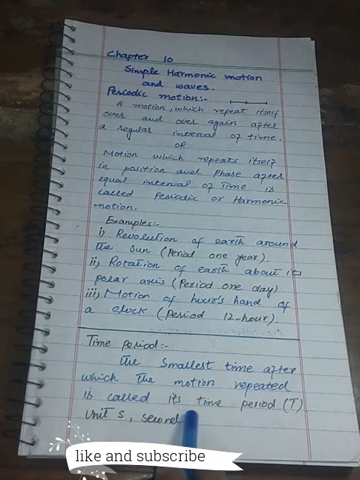 Chapter 10
Simple Harmonic motion
and waves.
Periodic motion:-
A motion, which repeat itself
over and over again after
a regular interval of time.
or
Motion which repeats itself
in position and phase after
equal interval of Time is
called Periodic or Harmonic
motion.
Examples:-
i) Revolution of earth around
the sun (Period one year).
ii) Rotation of earth about its
polar axis (Period one day)
iii) Motion of hour's hand of
a clock (Period 12-hour).
Time Period:-
the smallest time after
which the motion repeated
is called its time period (T)
Unit S, second
like and subscribe